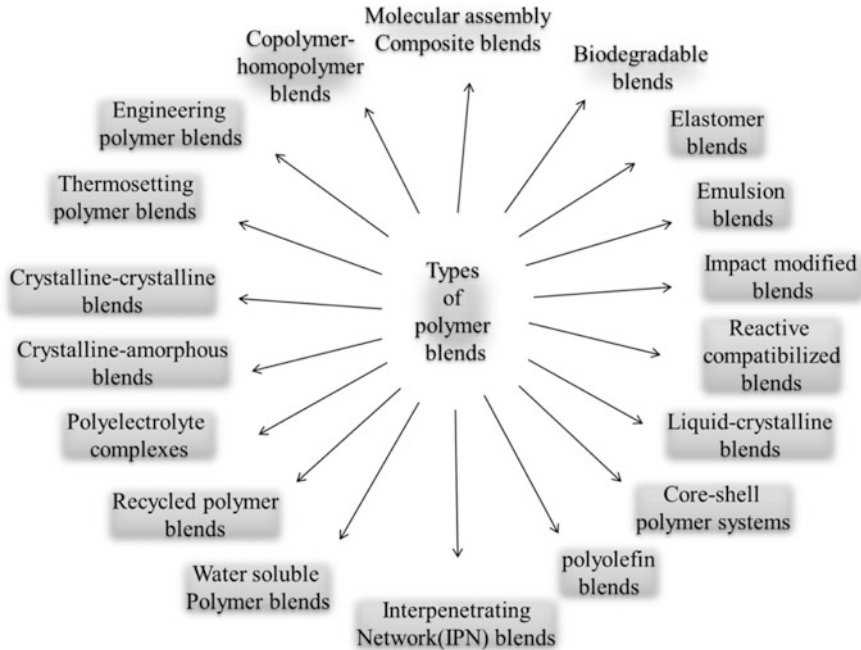 Molecular assembly
Composite blends
Biodegradable
blends
Elastomer
blends
Emulsion
blends
Impact modified
blends
Reactive
compatibilized
blends
Liquid-crystalline
blends
Core-shell
polymer systems
polyolefin
blends
Interpenetrating
Network(IPN) blends
Water soluble
Polymer blends
Recycled polymer
blends
Polyelectrolyte
complexes
Crystalline-amorphous
blends
Crystalline-crystalline
blends
Thermosetting
polymer blends
Engineering
polymer blends
Copolymer-
homopolymer
blends
Types
of
polymer
blends